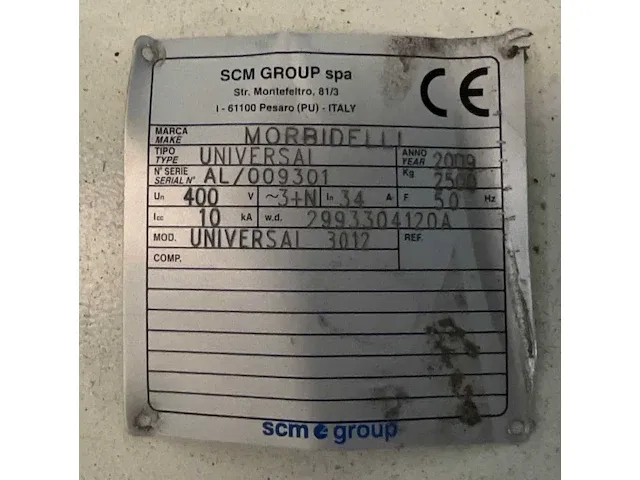 SCM GROUP spa
Str. Montefeltro, 81/3
I - 61100 Pesaro (PU) - ITALY
CE
MARCA MAKE MORBIDELLI
TIPO TYPE UNIVERSAL ANNO YEAR 2009
N° SERIE SERIAL N° AL/009301 Kg 2500
Un 400 V ~3+N In 34 A F 50 Hz
Icc 10 kA w.d. 2993304120A
MOD. UNIVERSAL 3012 REF.
COMP.
scm group